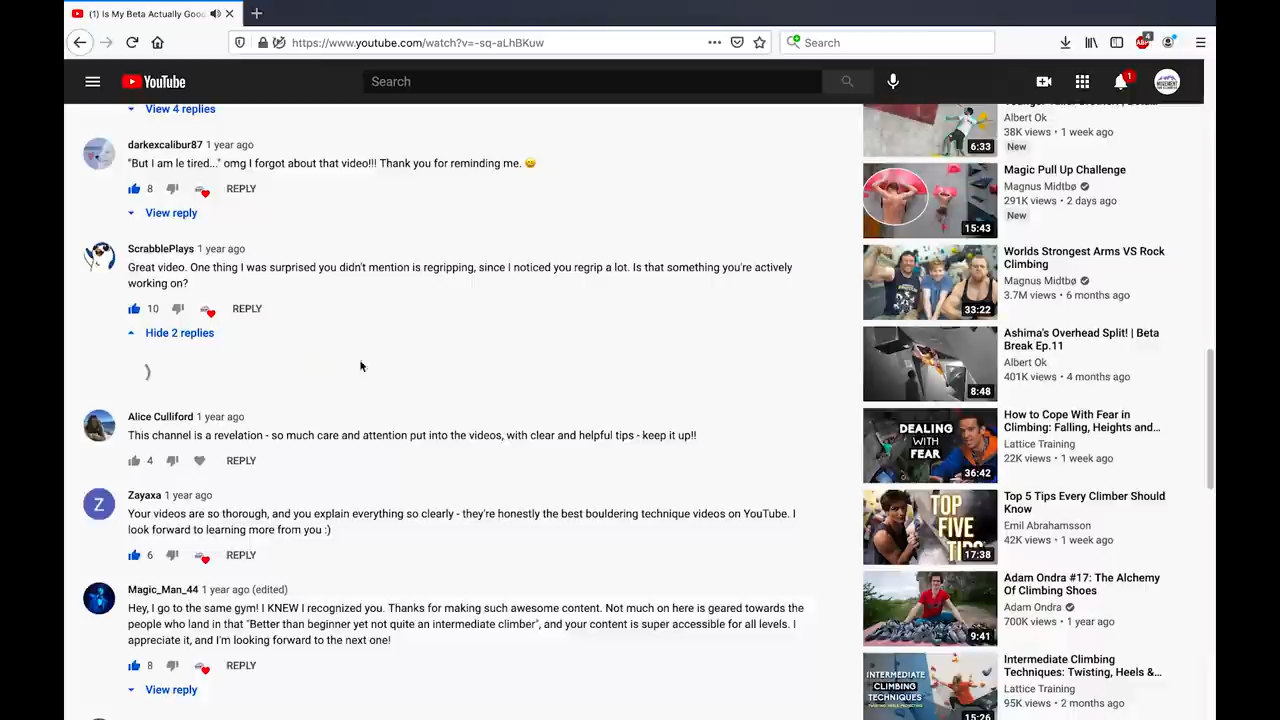 (1) Is My Beta Actually Goo
https://www.youtube.com/watch?v=-sq-aLhBKuw
Search
ABP
4
YouTube
Search
1
View 4 replies
darkexcalibur87 1 year ago
"But I am le tired..." omg I forgot about that video!!! Thank you for reminding me. 😄
8 REPLY
View reply
ScrabblePlays 1 year ago
Great video. One thing I was surprised you didn't mention is regripping, since I noticed you regrip a lot. Is that something you're actively
working on?
10 REPLY
Hide 2 replies
Alice Culliford 1 year ago
This channel is a revelation - so much care and attention put into the videos, with clear and helpful tips - keep it up!!
4 REPLY
Z
Zayaxa 1 year ago
Your videos are so thorough, and you explain everything so clearly - they're honestly the best bouldering technique videos on YouTube. I
look forward to learning more from you :)
6 REPLY
Magic_Man_44 1 year ago (edited)
Hey, I go to the same gym! I KNEW I recognized you. Thanks for making such awesome content. Not much on here is geared towards the
people who land in that "Better than beginner yet not quite an intermediate climber", and your content is super accessible for all levels. I
appreciate it, and I'm looking forward to the next one!
8 REPLY
View reply
Albert Ok
38K views • 1 week ago
New
6:33
Magic Pull Up Challenge
Magnus Midtbø
291K views • 2 days ago
New
15:43
Worlds Strongest Arms VS Rock
Climbing
Magnus Midtbø
3.7M views • 6 months ago
33:22
Ashima's Overhead Split! | Beta
Break Ep.11
Albert Ok
401K views • 4 months ago
8:48
How to Cope With Fear in
Climbing: Falling, Heights and...
Lattice Training
22K views • 1 week ago
DEALING
WITH
FEAR
36:42
Top 5 Tips Every Climber Should
Know
Emil Abrahamsson
42K views • 1 week ago
TOP
FIVE
TIPS
17:38
Adam Ondra #17: The Alchemy
Of Climbing Shoes
Adam Ondra
700K views • 1 year ago
9:41
Intermediate Climbing
Techniques: Twisting, Heels &...
Lattice Training
95K views • 2 months ago
INTERMEDIATE
CLIMBING
TECHNIQUES
15:26